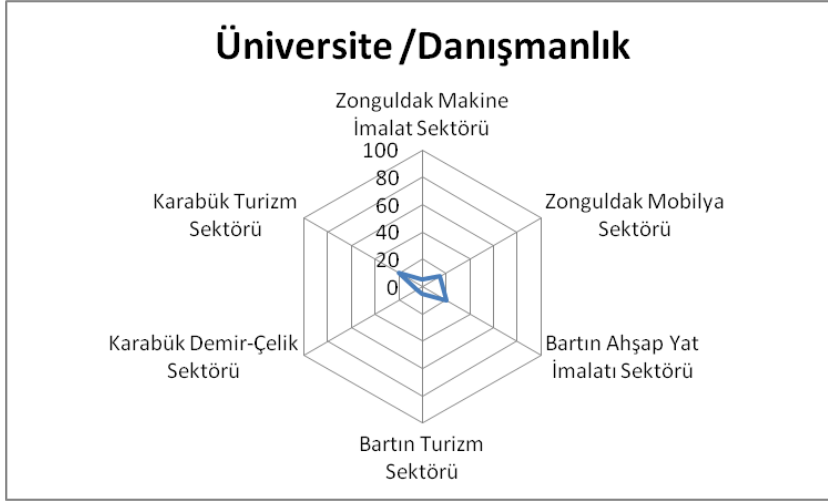 Üniversite /Danışmanlık
Zonguldak Makine
İmalat Sektörü
100
80
60
40
20
0
Zonguldak Mobilya
Sektörü
Bartın Ahşap Yat
İmalatı Sektörü
Bartın Turizm
Sektörü
Karabük Demir-Çelik
Sektörü
Karabük Turizm
Sektörü